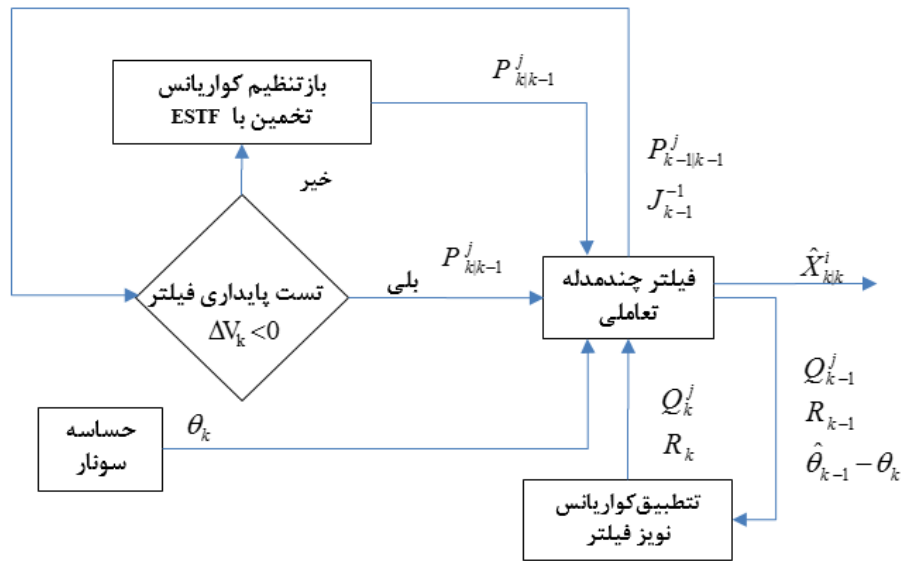 بازتنظیم کواریانس
تخمین با ESTF
P^j_{k|k-1}
P^j_{k-1|k-1}
J^{-1}_{k-1}
خیر
P^j_{k|k-1}
بلی
تست پایداری فیلتر
ΔV_k<0
فیلتر چندمدله
تعاملی
X̂^i_{k|k}
Q^j_{k-1}
R_{k-1}
θ̂_{k-1} − θ_k
حساسه
سونار
θ_k
Q^j_k
R_k
تتطبیق کواریانس
نویز فیلتر